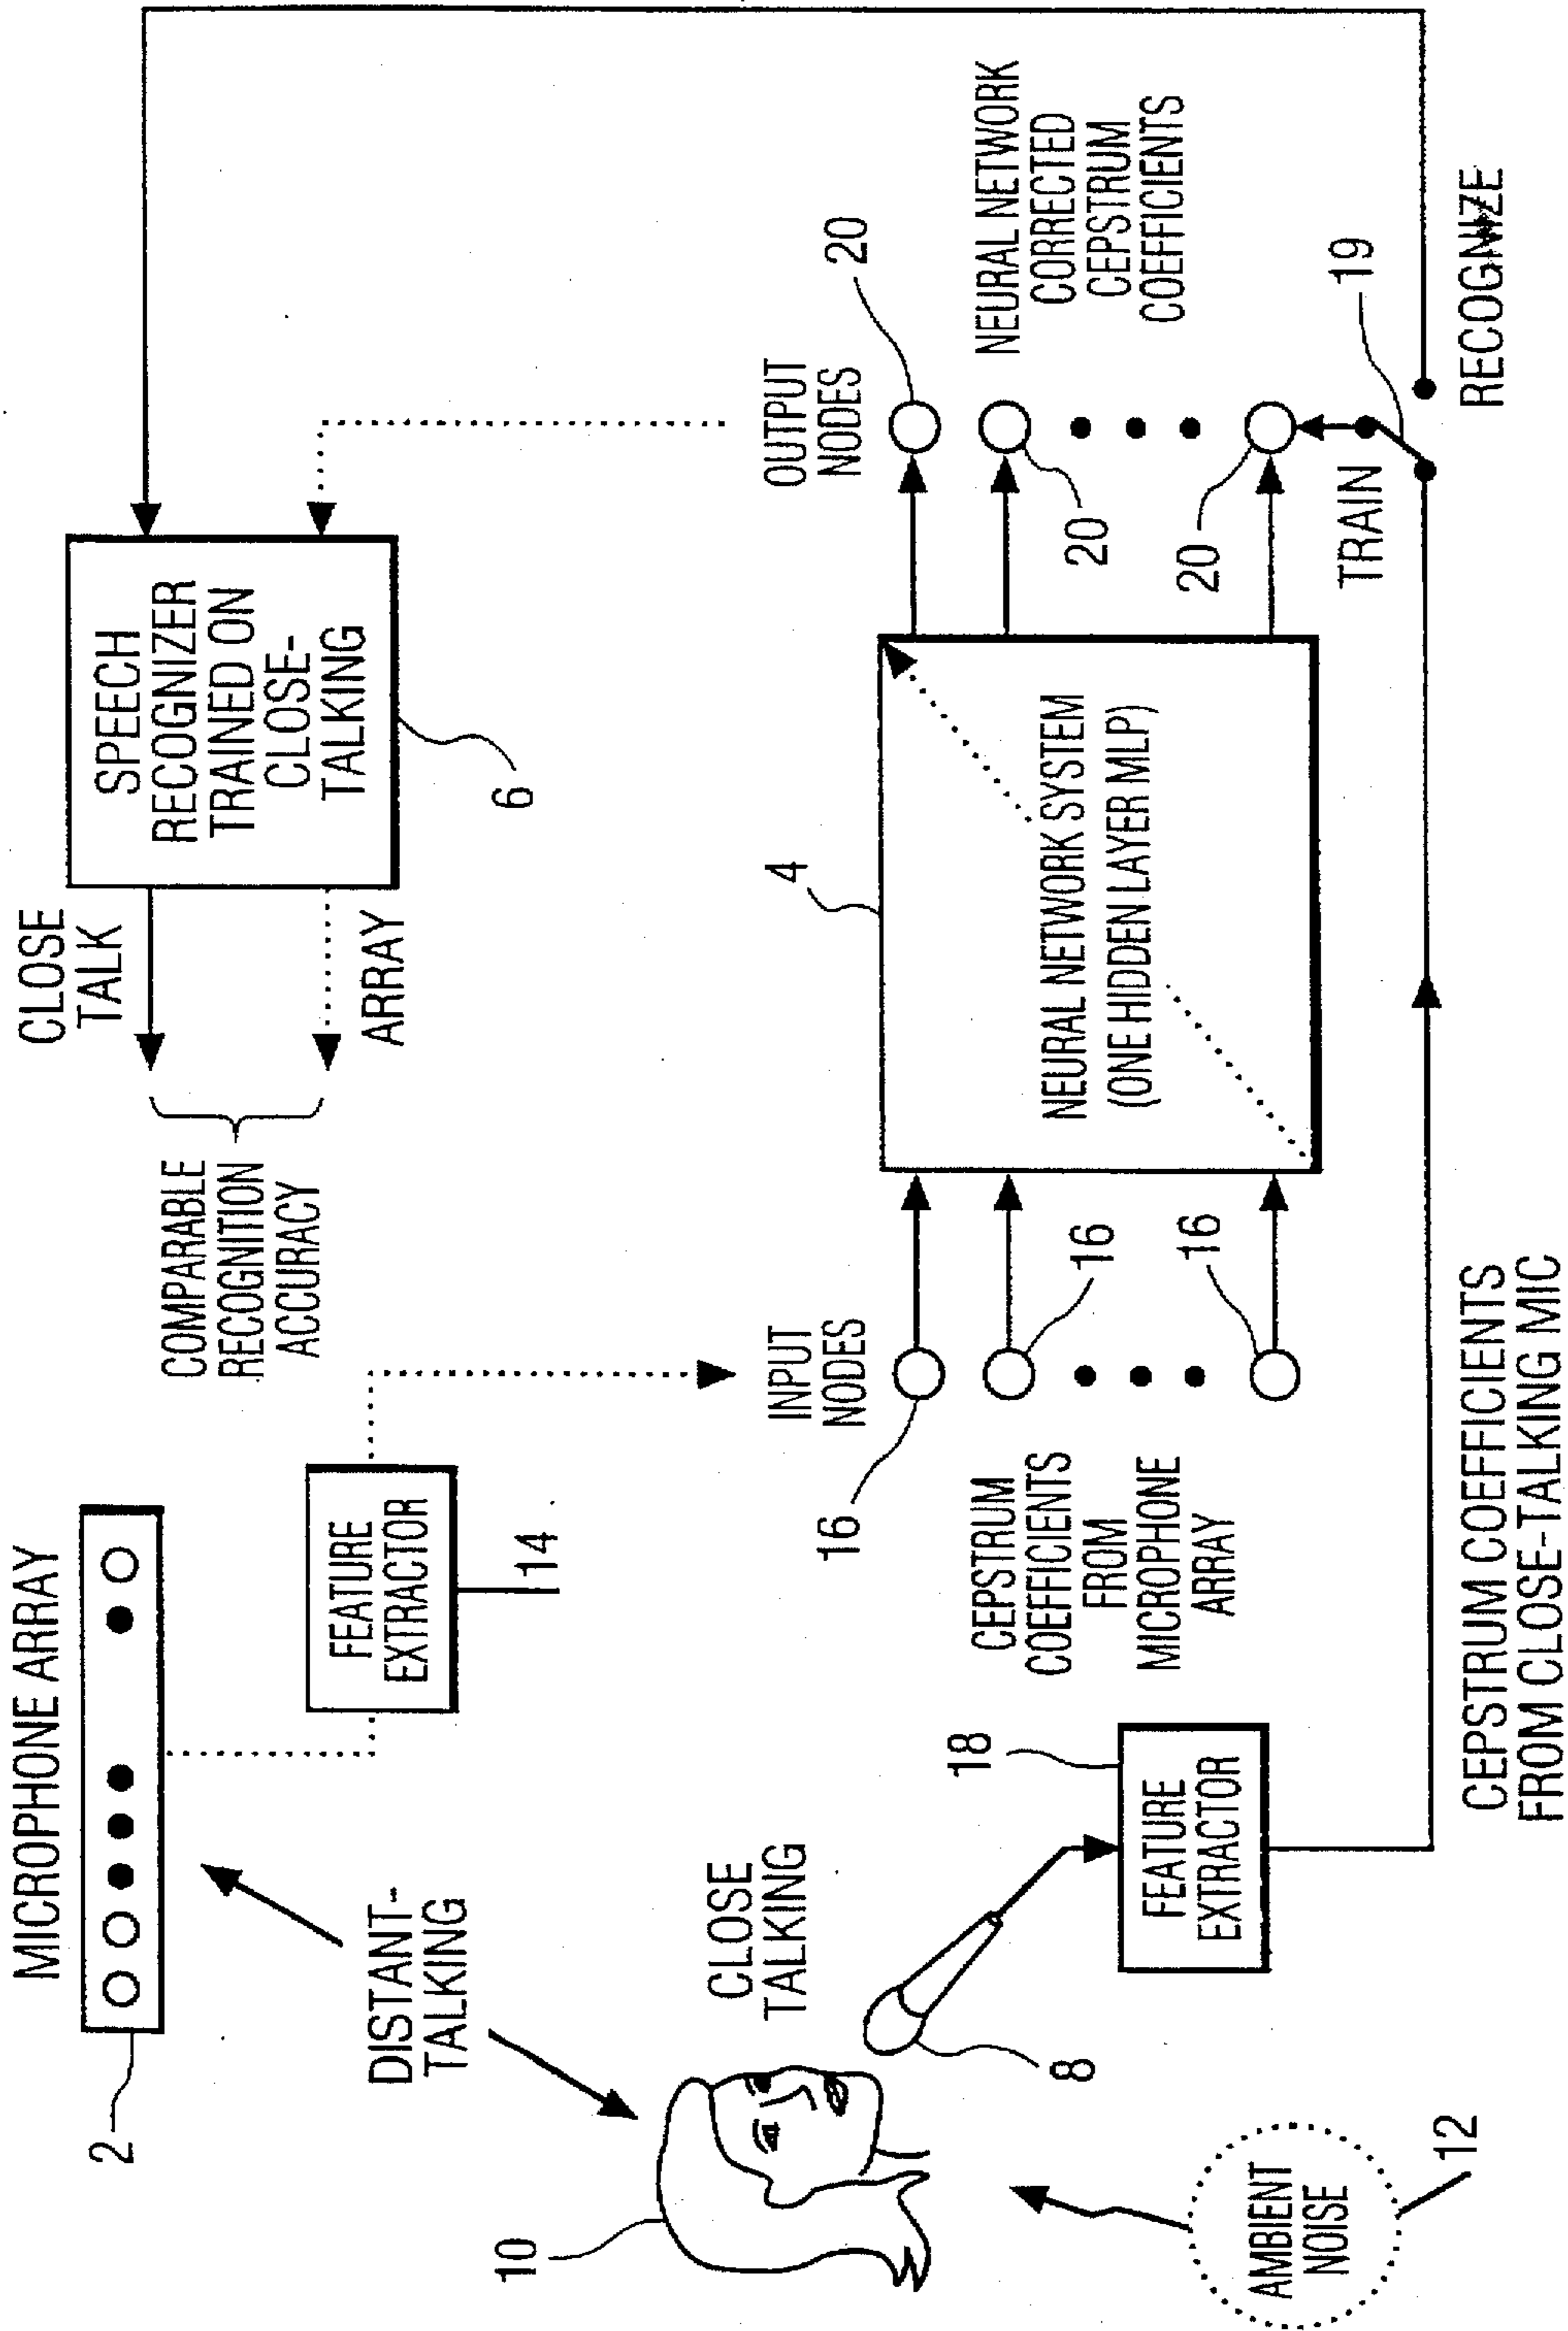 MICROPHONE ARRAY
2
DISTANT-
TALKING
FEATURE
EXTRACTOR
14
CLOSE
TALK
ARRAY
COMPARABLE
RECOGNITION
ACCURACY
SPEECH
RECOGNIZER
TRAINED ON
CLOSE-
TALKING
6
10
CLOSE
TALKING
8
AMBIENT
NOISE
12
18
FEATURE
EXTRACTOR
INPUT
NODES
16
16
16
CEPSTRUM
COEFFICIENTS
FROM
MICROPHONE
ARRAY
4
NEURAL NETWORK SYSTEM
(ONE HIDDEN LAYER MLP)
OUTPUT
NODES
20
20
20
NEURAL NETWORK
CORRECTED
CEPSTRUM
COEFFICIENTS
TRAIN
19
RECOGNIZE
CEPSTRUM COEFFICIENTS
FROM CLOSE-TALKING MIC